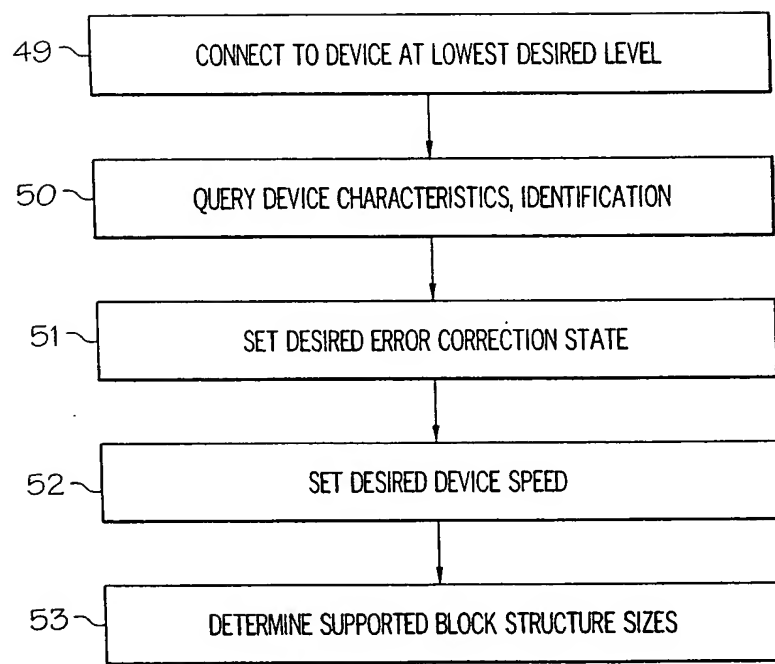 49 CONNECT TO DEVICE AT LOWEST DESIRED LEVEL
50 QUERY DEVICE CHARACTERISTICS, IDENTIFICATION
51 SET DESIRED ERROR CORRECTION STATE
52 SET DESIRED DEVICE SPEED
53 DETERMINE SUPPORTED BLOCK STRUCTURE SIZES